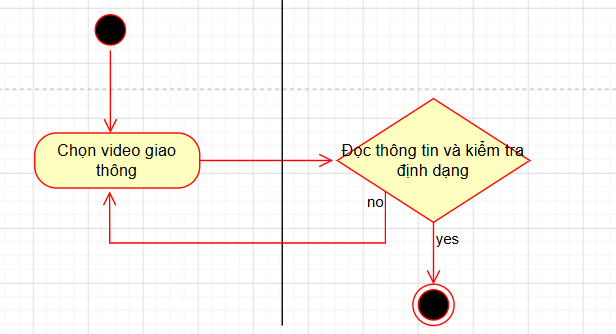 Chọn video giao
thông
Đọc thông tin và kiểm tra
định dạng
no
yes